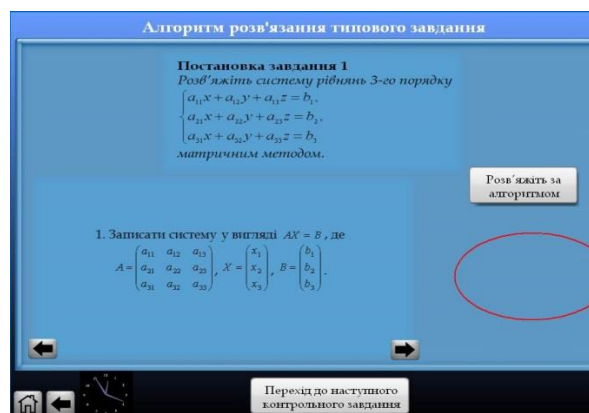 Алгоритм розв'язання типового завдання
Постановка завдання 1
Розв'яжіть систему рівнянь 3-го порядку
a₁₁x + a₁₂y + a₁₃z = b₁,
a₂₁x + a₂₂y + a₂₃z = b₂,
a₃₁x + a₃₂y + a₃₃z = b₃
матричним методом.
Розв'яжіть за
алгоритмом
1. Записати систему у вигляді AX = B, де
A = (a₁₁ a₁₂ a₁₃; a₂₁ a₂₂ a₂₃; a₃₁ a₃₂ a₃₃), X = (x₁; x₂; x₃), B = (b₁; b₂; b₃).
Перехід до наступного
контрольного завдання